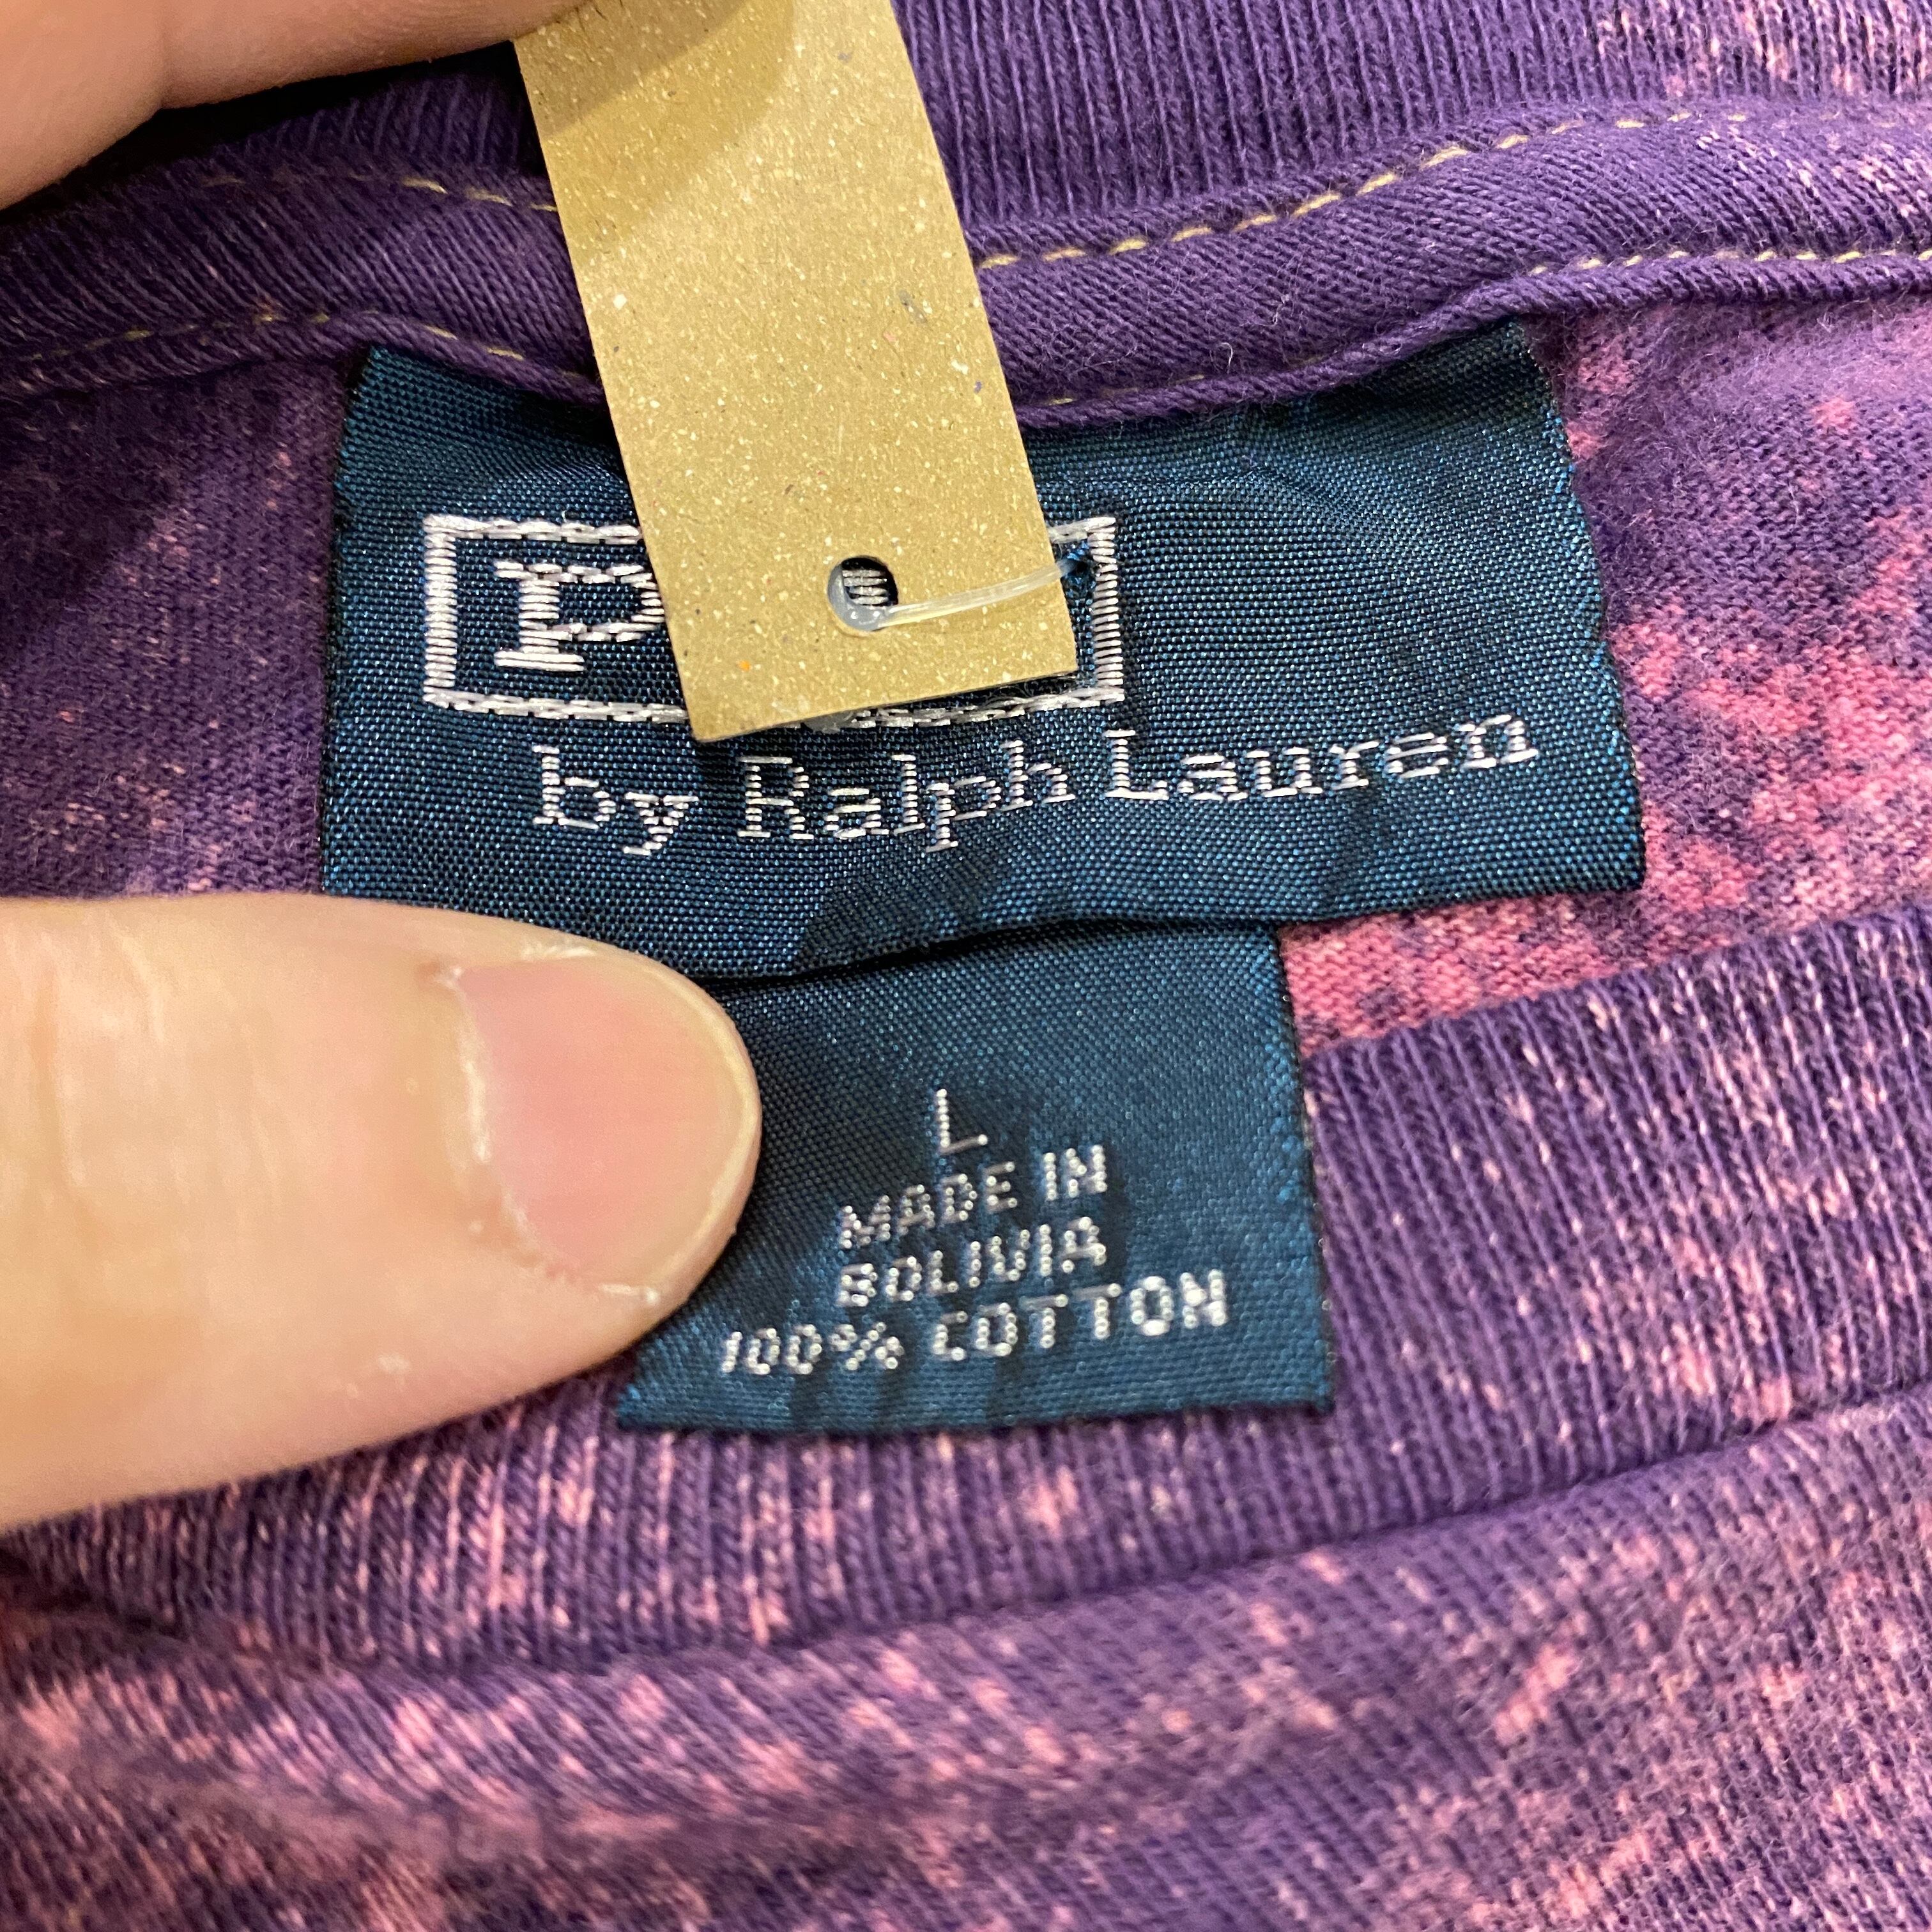 P
by Ralph Lauren
L
MADE IN
BOLIVIA
100% COTTON